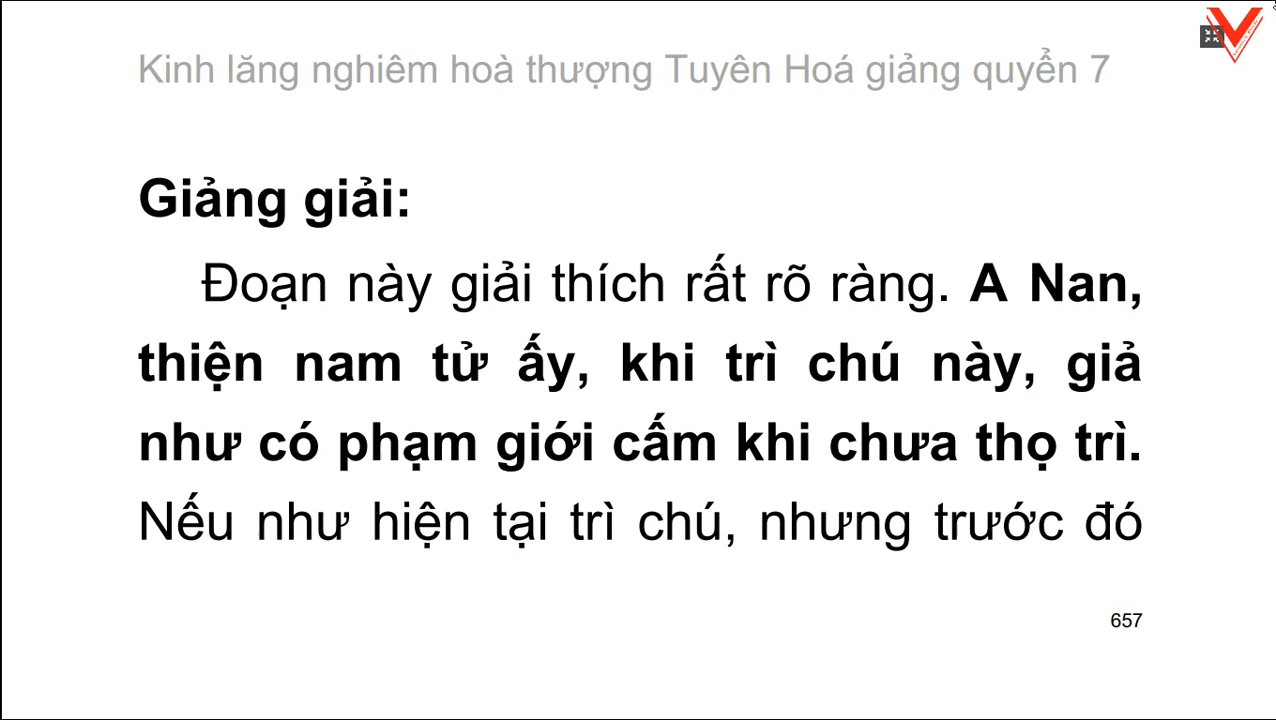 Kinh lăng nghiêm hoà thượng Tuyên Hoá giảng quyển 7
Giảng giải:
Đoạn này giải thích rất rõ ràng. A Nan,
thiện nam tử ấy, khi trì chú này, giả
như có phạm giới cấm khi chưa thọ trì.
Nếu như hiện tại trì chú, nhưng trước đó
657